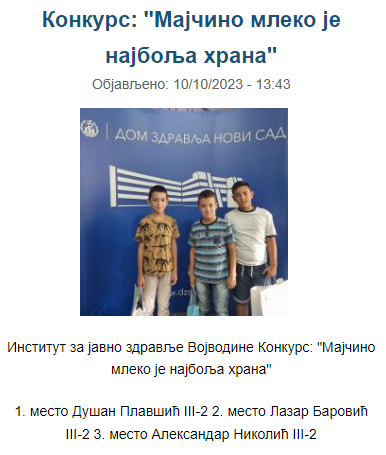 Конкурс: "Мајчино млеко је
најбоља храна"
Објављено: 10/10/2023 - 13:43
ДОМ ЗДРАВЉА НОВИ САД
www.dz
Институт за јавно здравље Војводине Конкурс: "Мајчино
млеко је најбоља храна"
1. место Душан Плавшић III-2 2. место Лазар Баровић
III-2 3. место Александар Николић III-2